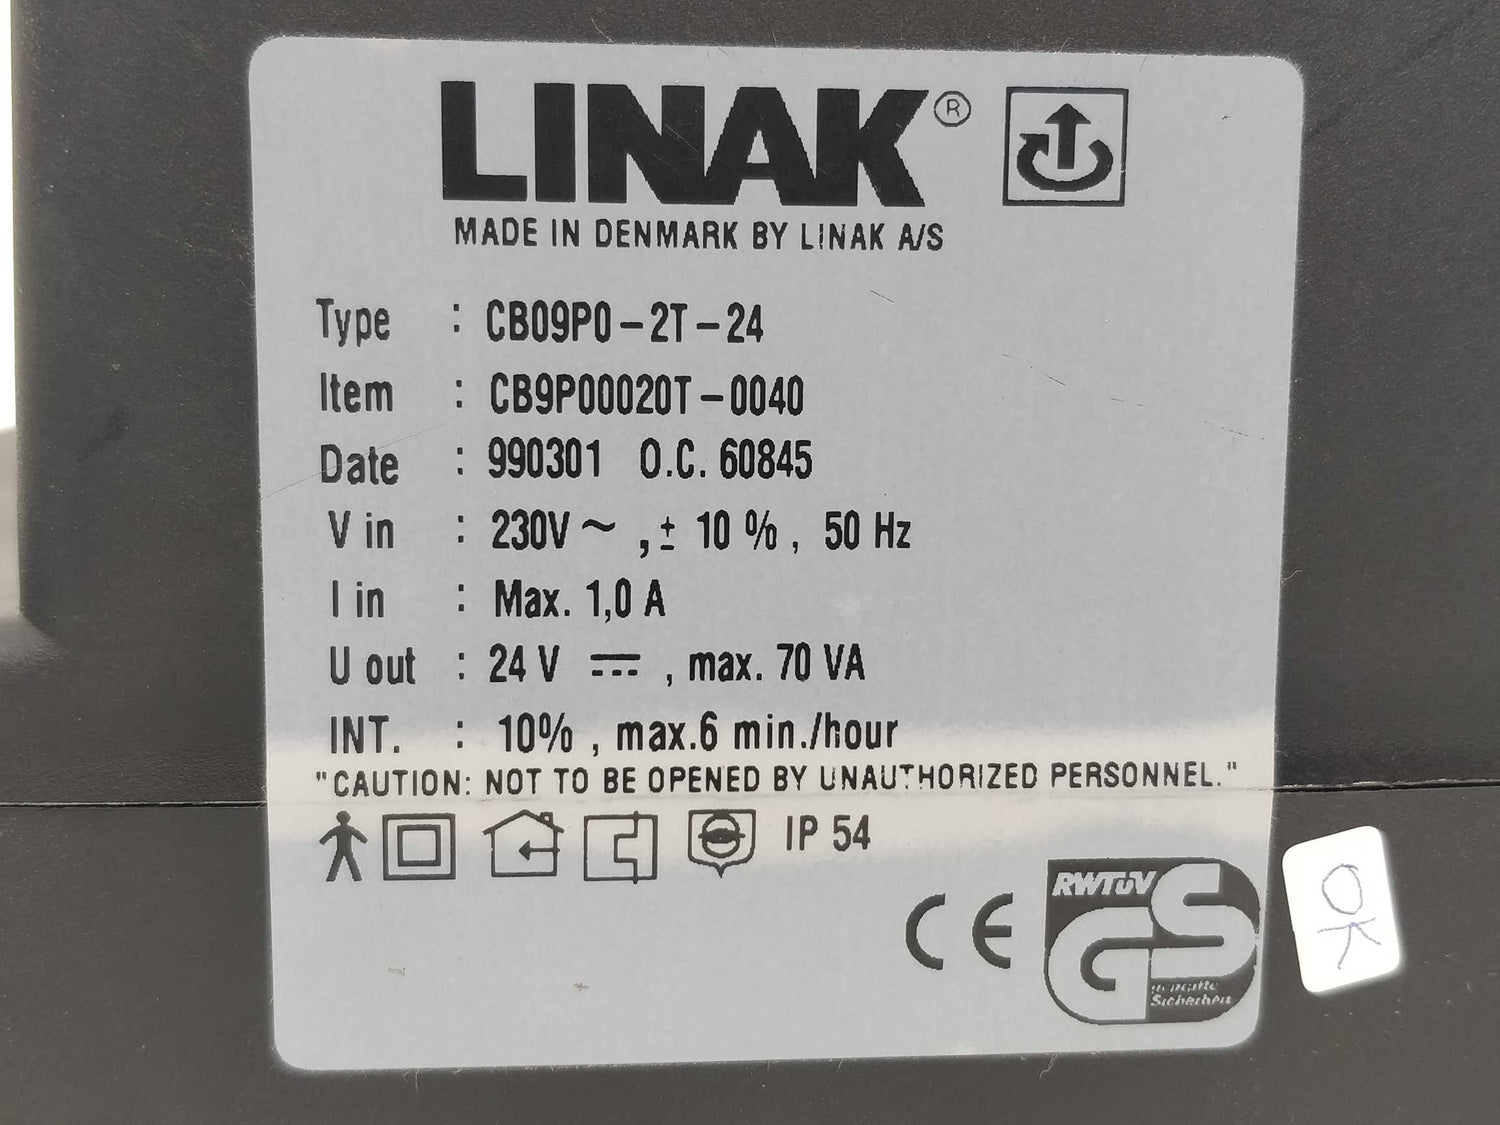 LINAK®
MADE IN DENMARK BY LINAK A/S
Type : CB09P0-2T-24
Item : CB9P00020T-0040
Date : 990301 O.C. 60845
V in : 230V ~ , ± 10 % , 50 Hz
I in : Max. 1,0 A
U out : 24 V ⎓ , max. 70 VA
INT. : 10% , max.6 min./hour
"CAUTION: NOT TO BE OPENED BY UNAUTHORIZED PERSONNEL."
IP 54
CE
RWTÜV
GS
geprüfte
Sicherheit
OK